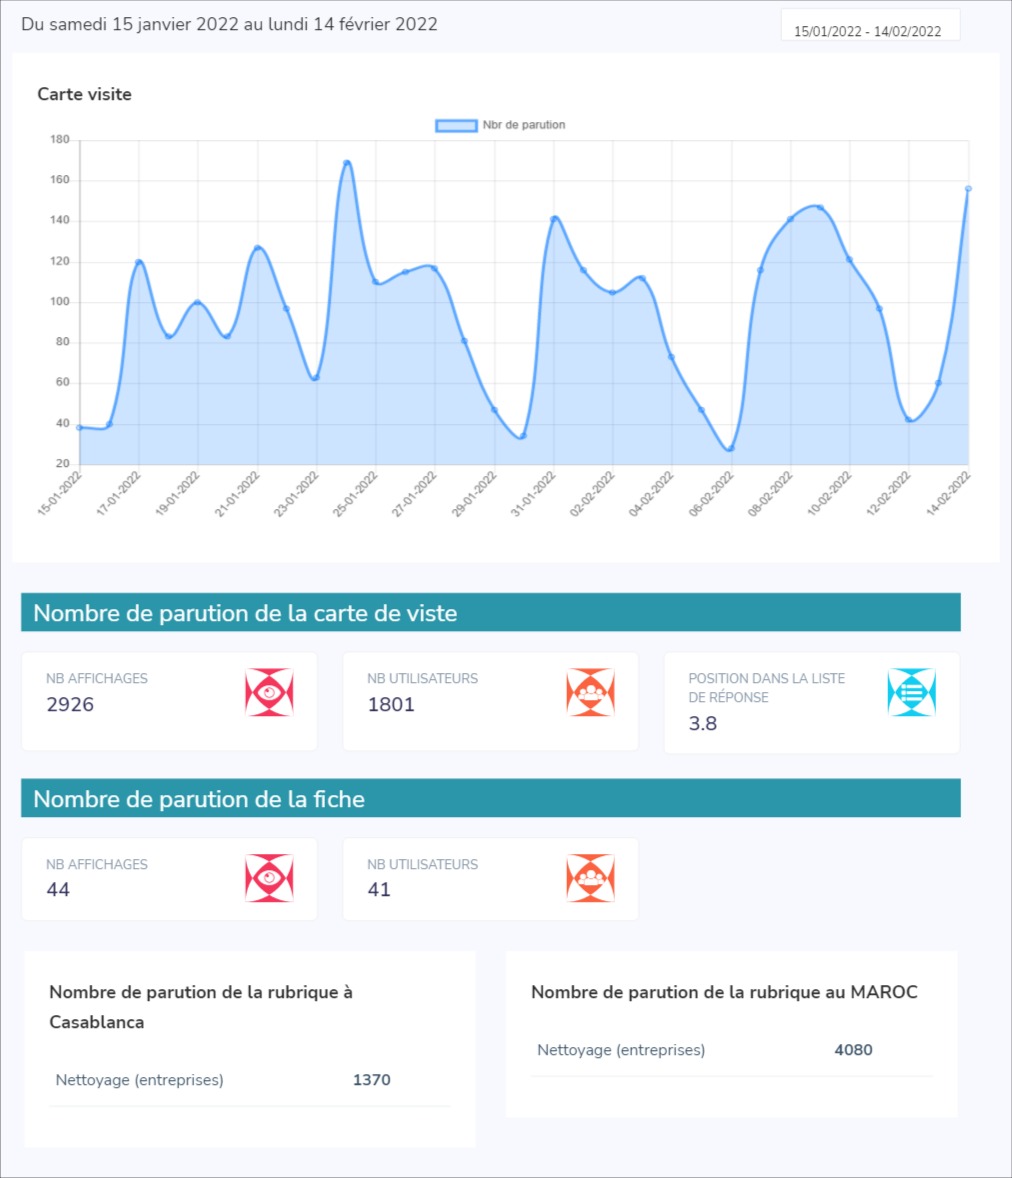 Du samedi 15 janvier 2022 au lundi 14 février 2022
15/01/2022 - 14/02/2022
Carte visite
Nbr de parution
180
160
140
120
100
80
60
40
20
15-01-2022
17-01-2022
19-01-2022
21-01-2022
23-01-2022
25-01-2022
27-01-2022
29-01-2022
31-01-2022
02-02-2022
04-02-2022
06-02-2022
08-02-2022
10-02-2022
12-02-2022
14-02-2022
Nombre de parution de la carte de viste
NB AFFICHAGES
2926
NB UTILISATEURS
1801
POSITION DANS LA LISTE
DE RÉPONSE
3.8
Nombre de parution de la fiche
NB AFFICHAGES
44
NB UTILISATEURS
41
Nombre de parution de la rubrique à
Casablanca
Nettoyage (entreprises) 1370
Nombre de parution de la rubrique au MAROC
Nettoyage (entreprises) 4080